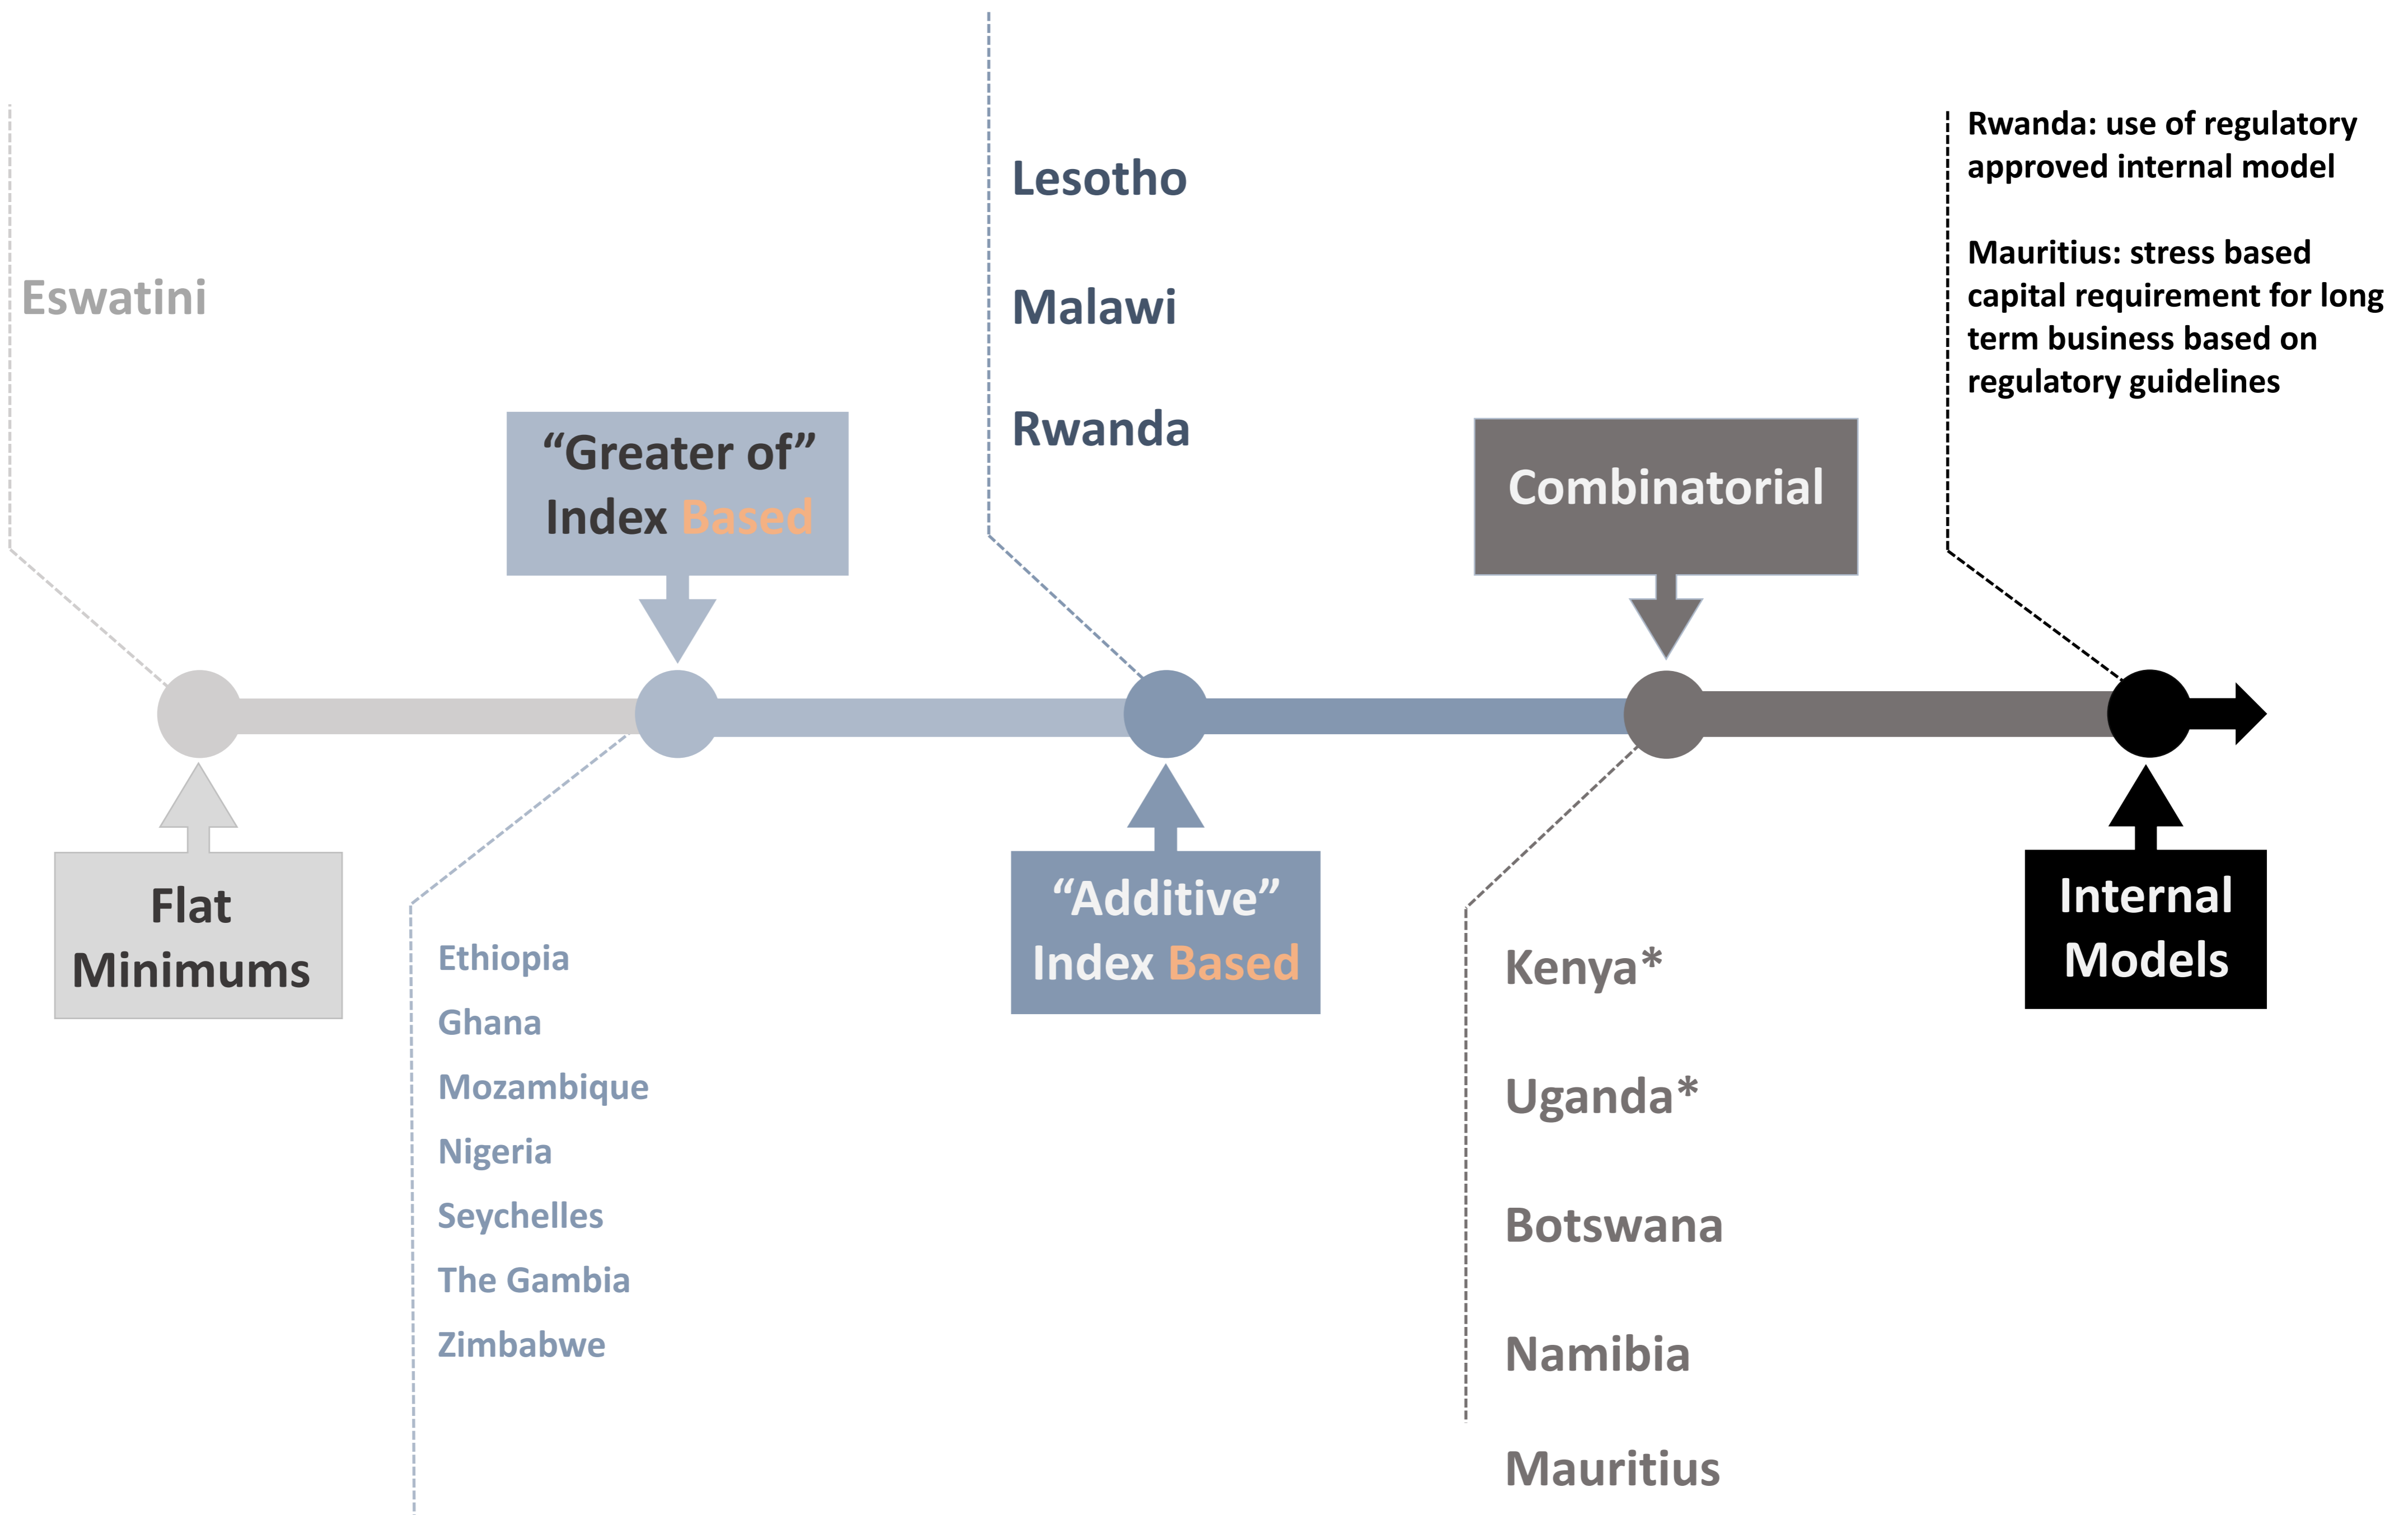 Eswatini
Flat
Minimums
“Greater of”
Index Based
Ethiopia
Ghana
Mozambique
Nigeria
Seychelles
The Gambia
Zimbabwe
Lesotho
Malawi
Rwanda
“Additive”
Index Based
Combinatorial
Kenya*
Uganda*
Botswana
Namibia
Mauritius
Rwanda: use of regulatory
approved internal model
Mauritius: stress based
capital requirement for long
term business based on
regulatory guidelines
Internal
Models